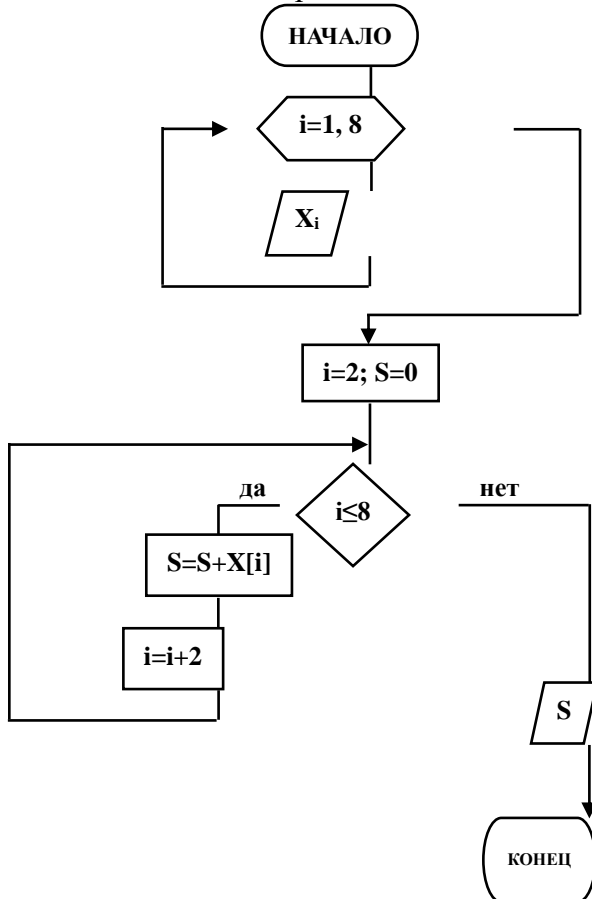 НАЧАЛО
i=1, 8
Xi
i=2; S=0
да
нет
i≤8
S=S+X[i]
i=i+2
S
КОНЕЦ